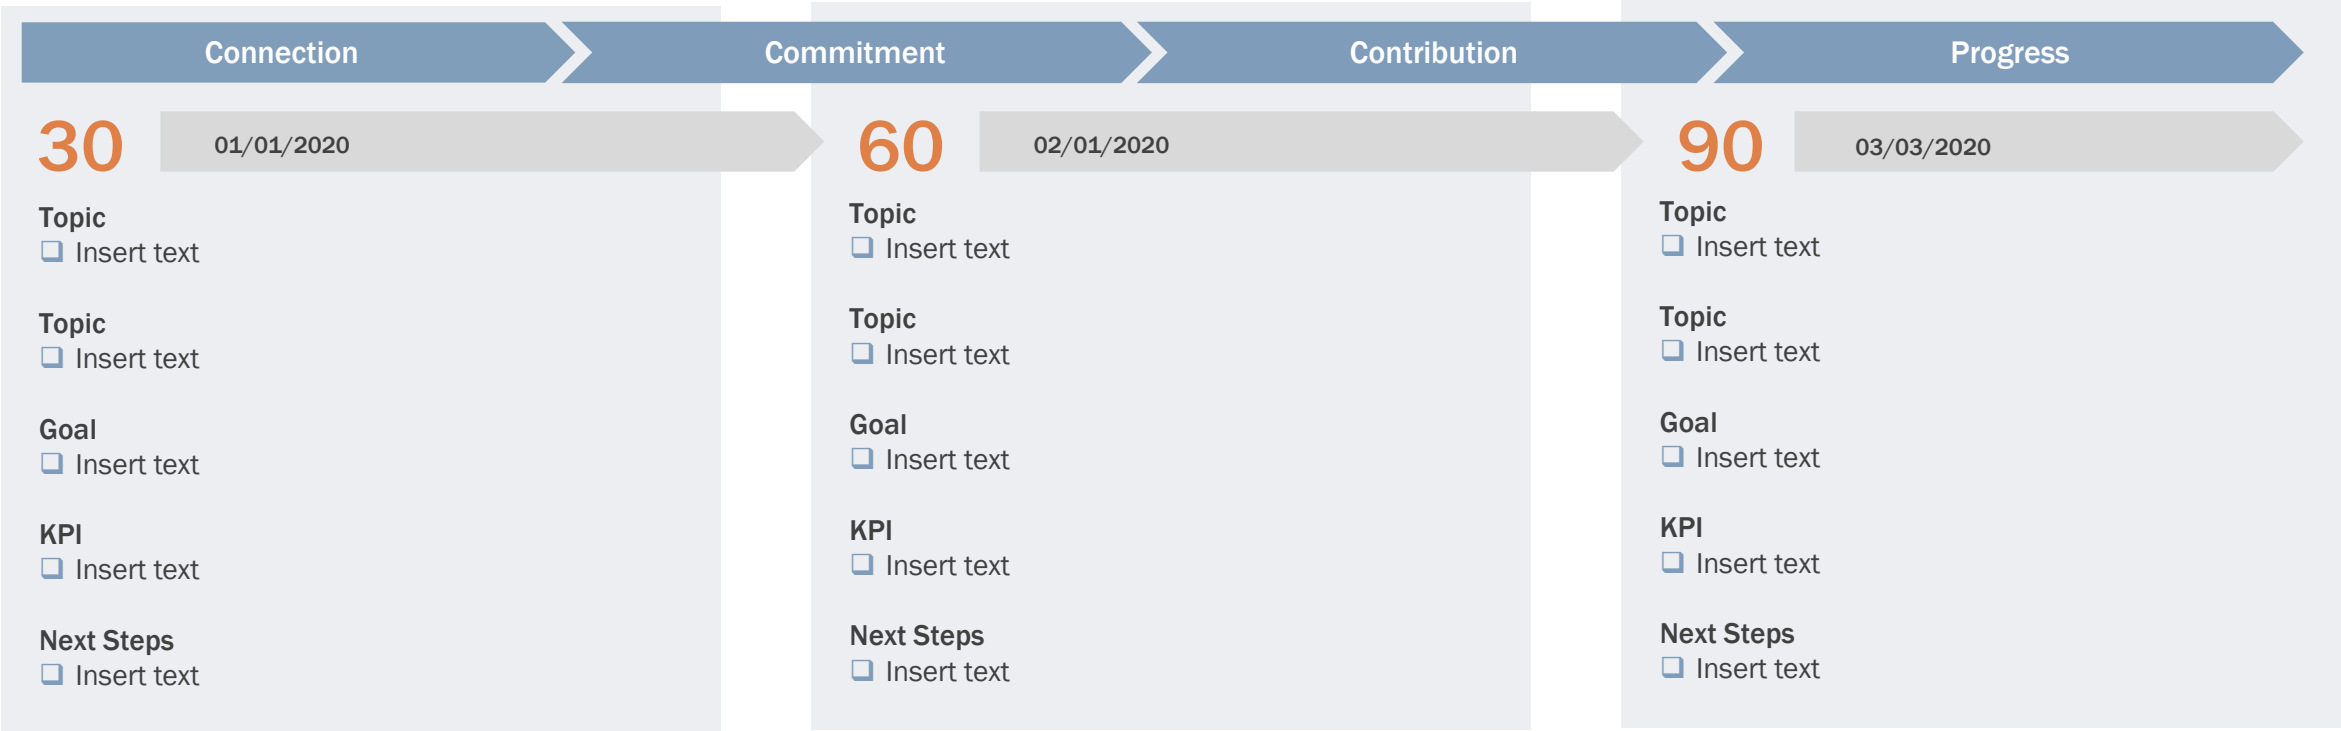 Connection
Commitment
Contribution
Progress
30
01/01/2020
60
02/01/2020
90
03/03/2020
Topic
Insert text
Topic
Insert text
Goal
Insert text
KPI
Insert text
Next Steps
Insert text
Topic
Insert text
Topic
Insert text
Goal
Insert text
KPI
Insert text
Next Steps
Insert text
Topic
Insert text
Topic
Insert text
Goal
Insert text
KPI
Insert text
Next Steps
Insert text